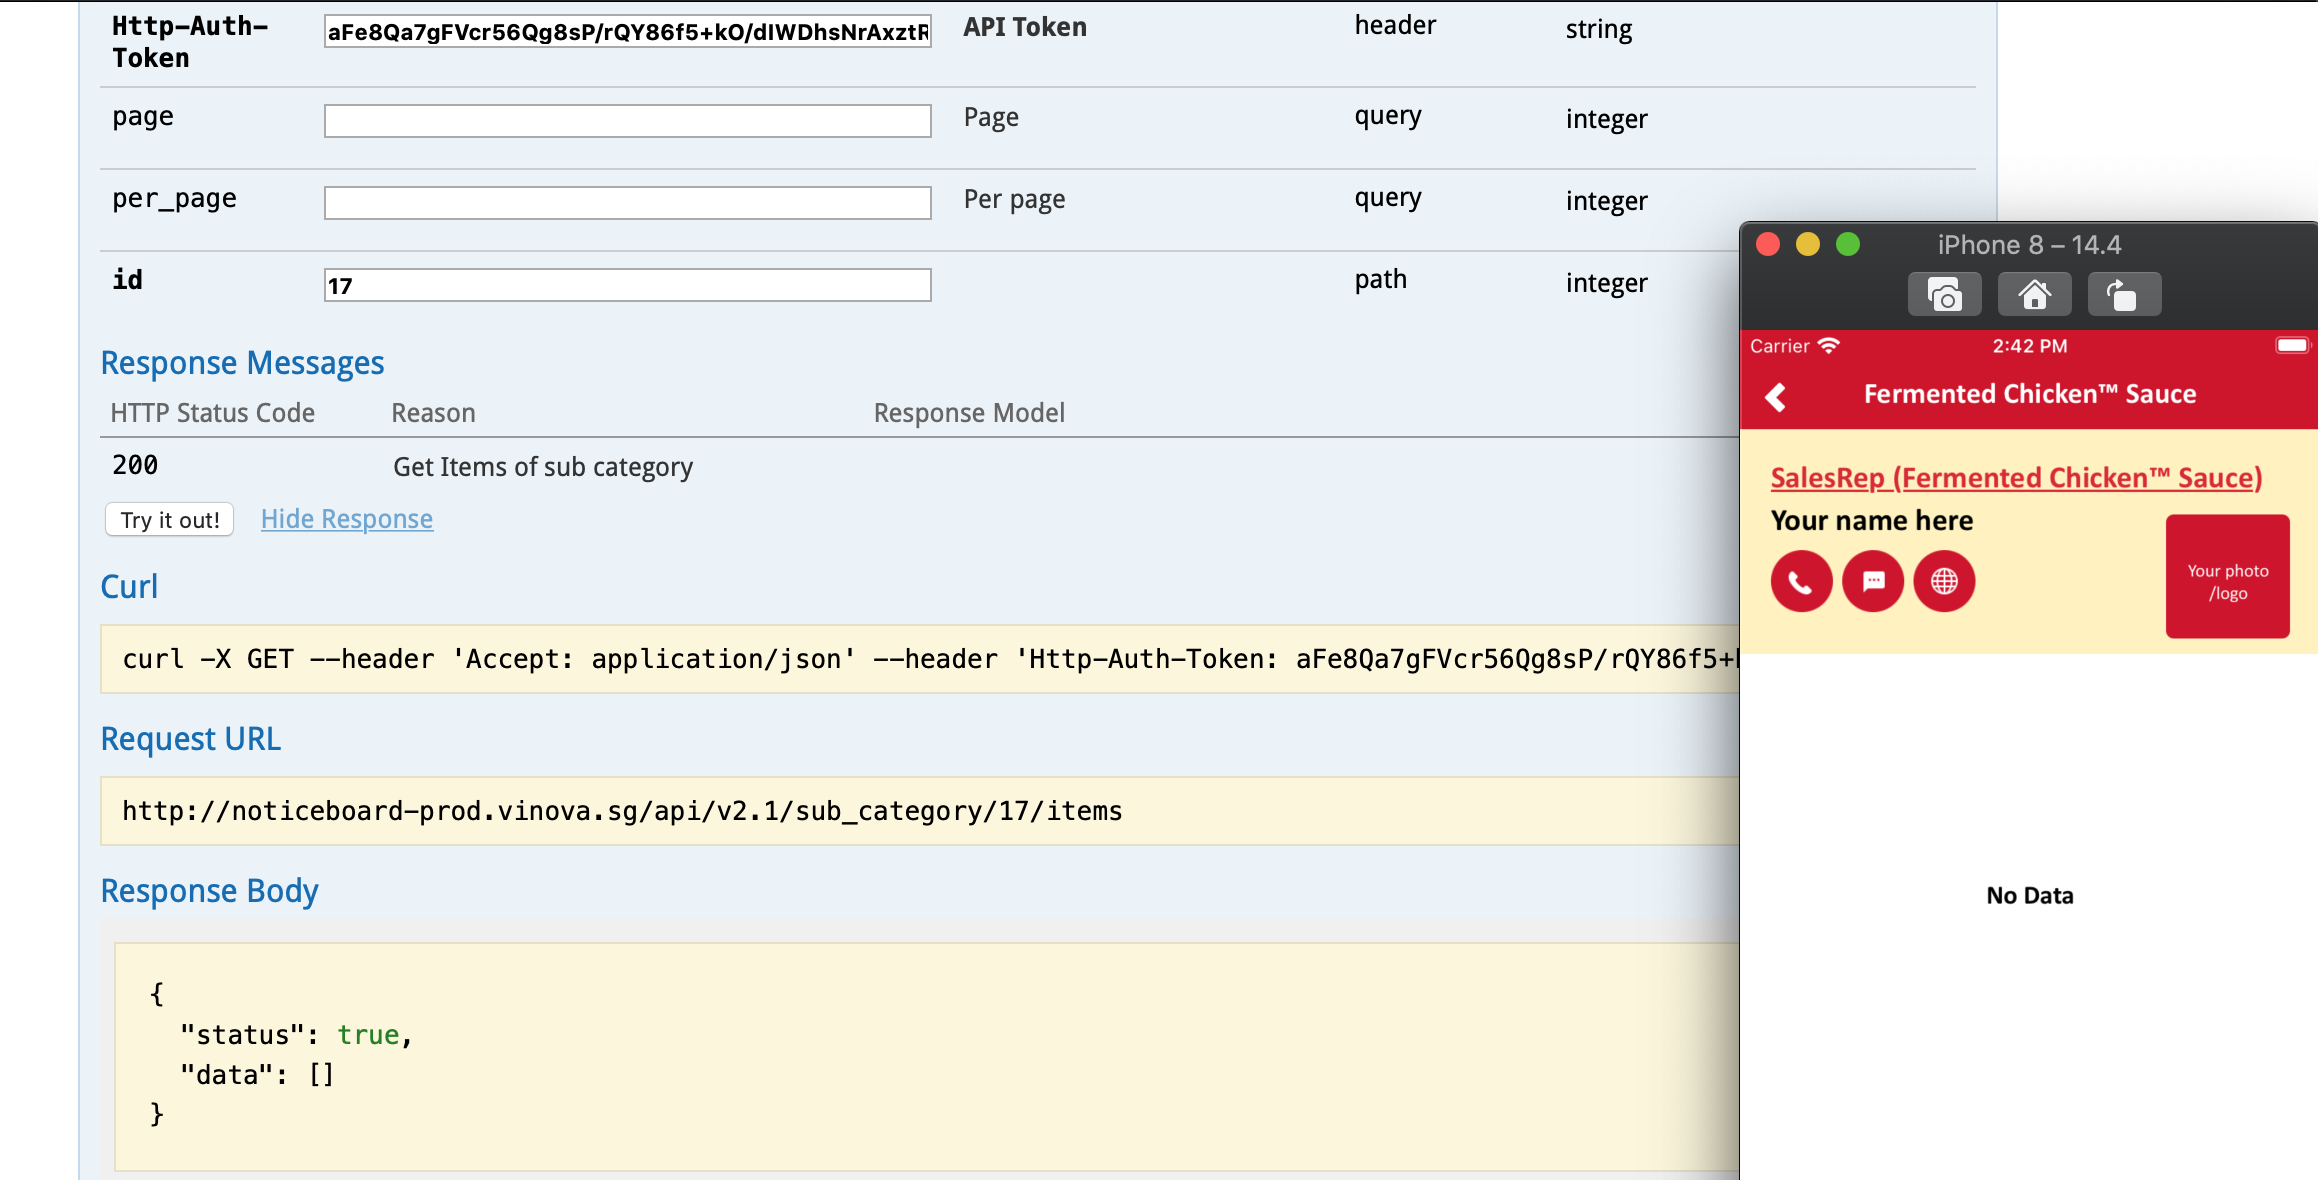 Http-Auth-Token aFe8Qa7gFVcr56Qg8sP/rQY86f5+kO/dIWDhsNrAxztR API Token header string
page Page query integer
per_page Per page query integer
id 17 path integer
Response Messages
HTTP Status Code Reason Response Model
200 Get Items of sub category
Try it out! Hide Response
Curl
curl -X GET --header 'Accept: application/json' --header 'Http-Auth-Token: aFe8Qa7gFVcr56Qg8sP/rQY86f5+
Request URL
http://noticeboard-prod.vinova.sg/api/v2.1/sub_category/17/items
Response Body
{
"status": true,
"data": []
}
iPhone 8 – 14.4
Carrier 2:42 PM
Fermented Chicken™ Sauce
SalesRep (Fermented Chicken™ Sauce)
Your name here
Your photo
/logo
No Data